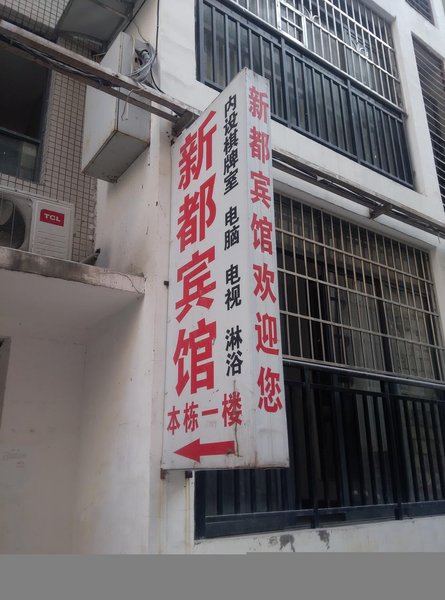 新都宾馆
内设棋牌室 电脑 电视 淋浴
本栋一楼
新都宾馆欢迎您
TCL